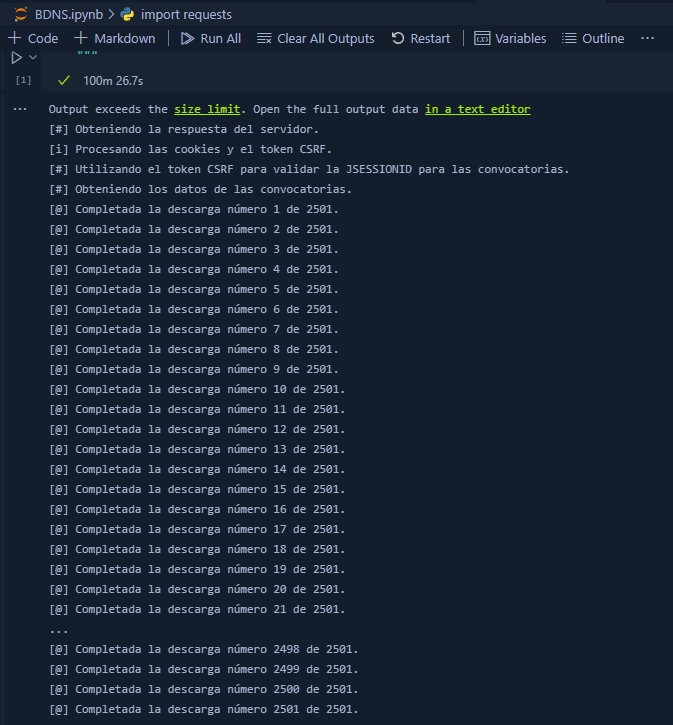 BDNS.ipynb > import requests
+ Code + Markdown | Run All Clear All Outputs Restart | Variables Outline ...
"""
[1] 100m 26.7s
... Output exceeds the size limit. Open the full output data in a text editor
[#] Obteniendo la respuesta del servidor.
[i] Procesando las cookies y el token CSRF.
[#] Utilizando el token CSRF para validar la JSESSIONID para las convocatorias.
[#] Obteniendo los datos de las convocatorias.
[@] Completada la descarga número 1 de 2501.
[@] Completada la descarga número 2 de 2501.
[@] Completada la descarga número 3 de 2501.
[@] Completada la descarga número 4 de 2501.
[@] Completada la descarga número 5 de 2501.
[@] Completada la descarga número 6 de 2501.
[@] Completada la descarga número 7 de 2501.
[@] Completada la descarga número 8 de 2501.
[@] Completada la descarga número 9 de 2501.
[@] Completada la descarga número 10 de 2501.
[@] Completada la descarga número 11 de 2501.
[@] Completada la descarga número 12 de 2501.
[@] Completada la descarga número 13 de 2501.
[@] Completada la descarga número 14 de 2501.
[@] Completada la descarga número 15 de 2501.
[@] Completada la descarga número 16 de 2501.
[@] Completada la descarga número 17 de 2501.
[@] Completada la descarga número 18 de 2501.
[@] Completada la descarga número 19 de 2501.
[@] Completada la descarga número 20 de 2501.
[@] Completada la descarga número 21 de 2501.
...
[@] Completada la descarga número 2498 de 2501.
[@] Completada la descarga número 2499 de 2501.
[@] Completada la descarga número 2500 de 2501.
[@] Completada la descarga número 2501 de 2501.